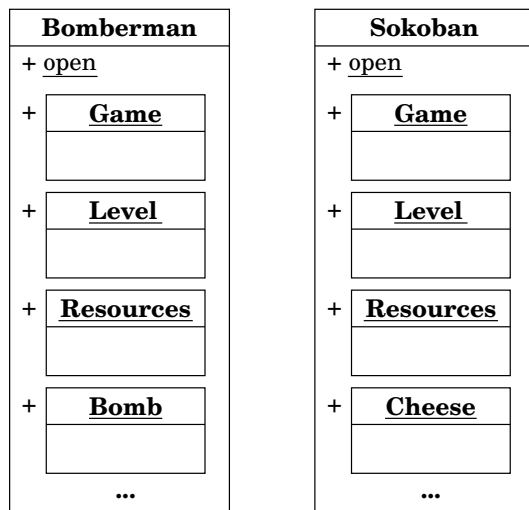 Bomberman
+ open
+ Game
+ Level
+ Resources
+ Bomb
...
Sokoban
+ open
+ Game
+ Level
+ Resources
+ Cheese
...